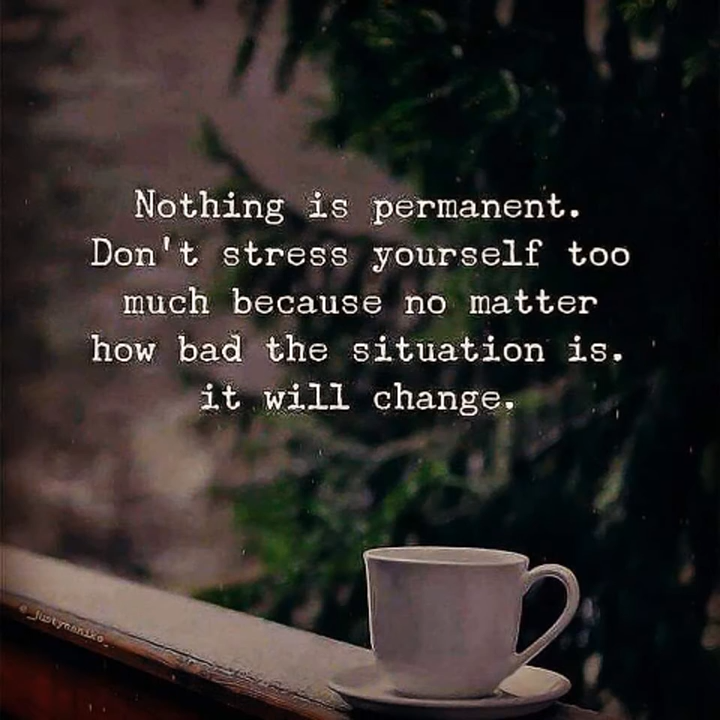 Nothing is permanent.
Don't stress yourself too
much because no matter
how bad the situation is.
it will change.